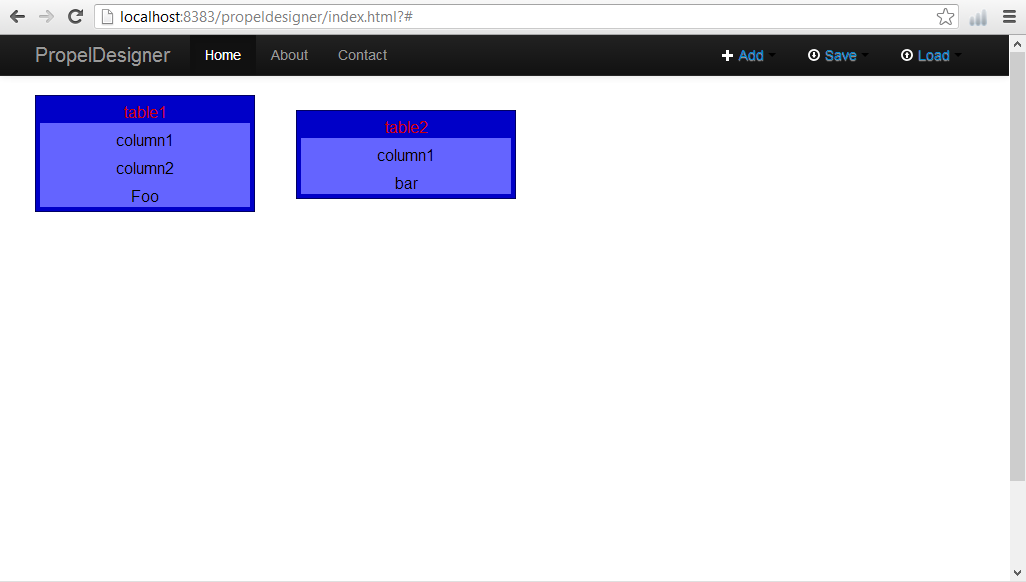 localhost:8383/propeldesigner/index.html?#
PropelDesigner Home About Contact Add Save Load
table1
column1
column2
Foo
table2
column1
bar